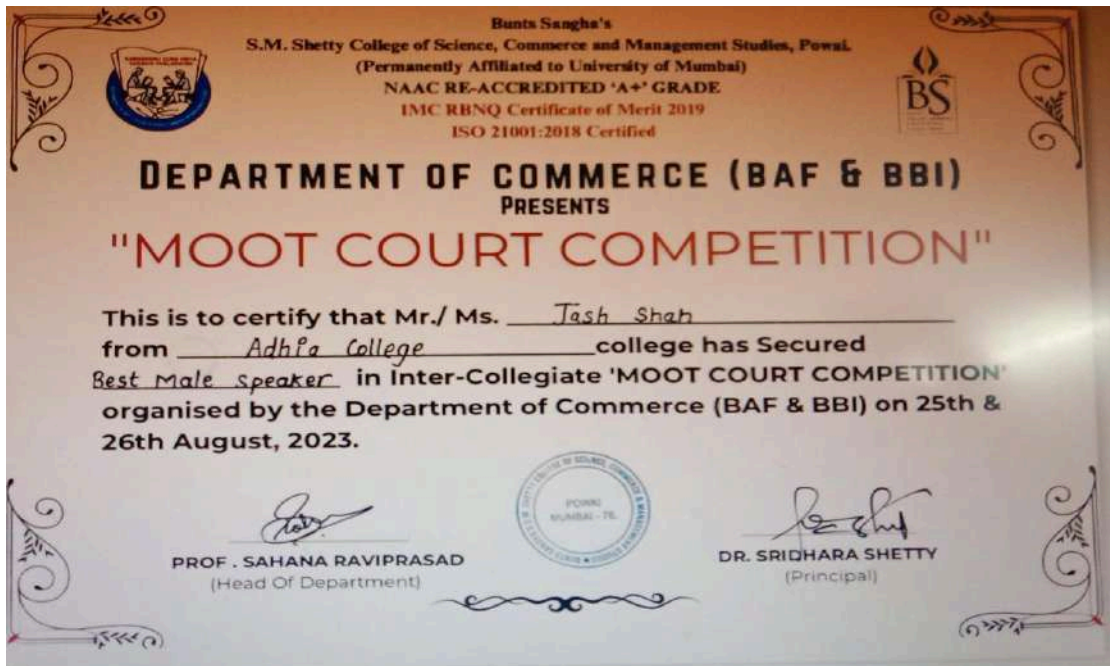 Bunts Sangha's
S.M. Shetty College of Science, Commerce and Management Studies, Powai.
(Permanently Affiliated to University of Mumbai)
NAAC RE-ACCREDITED 'A+' GRADE
IMC RBNQ Certificate of Merit 2019
ISO 21001:2018 Certified
BS
DEPARTMENT OF COMMERCE (BAF & BBI)
PRESENTS
"MOOT COURT COMPETITION"
This is to certify that Mr./ Ms. Jash Shah
from Adhia College college has Secured
Best Male Speaker in Inter-Collegiate 'MOOT COURT COMPETITION'
organised by the Department of Commerce (BAF & BBI) on 25th &
26th August, 2023.
POWAI
MUMBAI - 76.
PROF . SAHANA RAVIPRASAD
(Head Of Department)
DR. SRIDHARA SHETTY
(Principal)